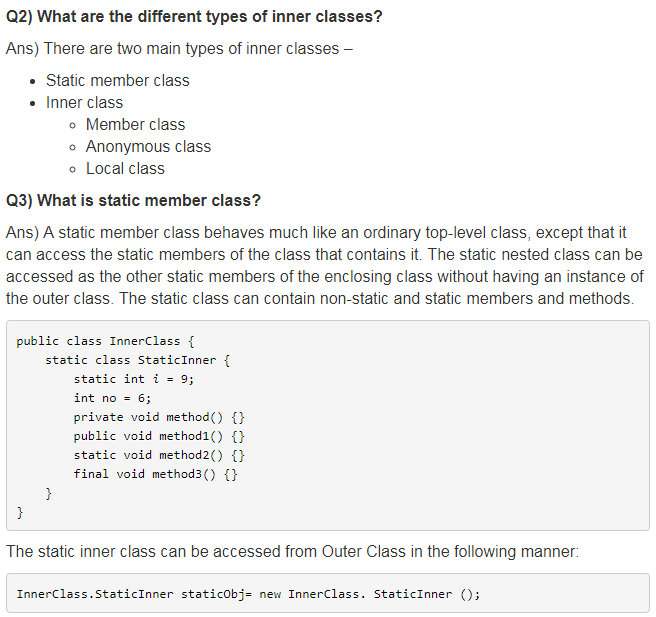 Q2) What are the different types of inner classes?
Ans) There are two main types of inner classes –
• Static member class
• Inner class
○ Member class
○ Anonymous class
○ Local class
Q3) What is static member class?
Ans) A static member class behaves much like an ordinary top-level class, except that it
can access the static members of the class that contains it. The static nested class can be
accessed as the other static members of the enclosing class without having an instance of
the outer class. The static class can contain non-static and static members and methods.
public class InnerClass {
    static class StaticInner {
        static int i = 9;
        int no = 6;
        private void method() {}
        public void method1() {}
        static void method2() {}
        final void method3() {}
    }
}
The static inner class can be accessed from Outer Class in the following manner:
InnerClass.StaticInner staticObj= new InnerClass. StaticInner ();